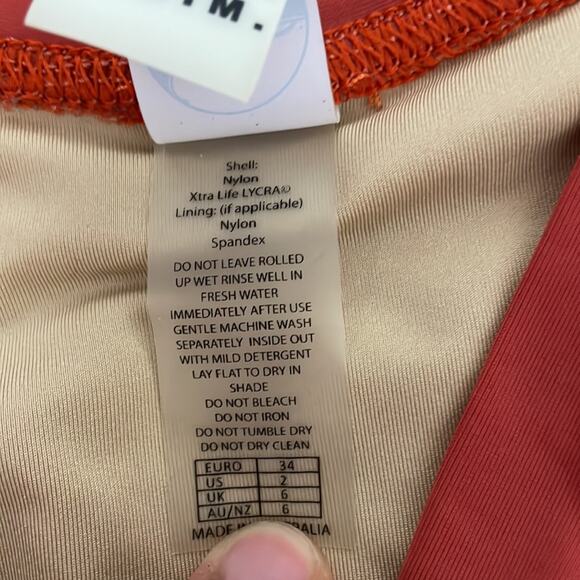 M.
Shell:
Nylon
Xtra Life LYCRA®
Lining: (if applicable)
Nylon
Spandex
DO NOT LEAVE ROLLED
UP WET RINSE WELL IN
FRESH WATER
IMMEDIATELY AFTER USE
GENTLE MACHINE WASH
SEPARATELY INSIDE OUT
WITH MILD DETERGENT
LAY FLAT TO DRY IN
SHADE
DO NOT BLEACH
DO NOT IRON
DO NOT TUMBLE DRY
DO NOT DRY CLEAN
EURO 34
US 2
UK 6
AU/NZ 6
MADE